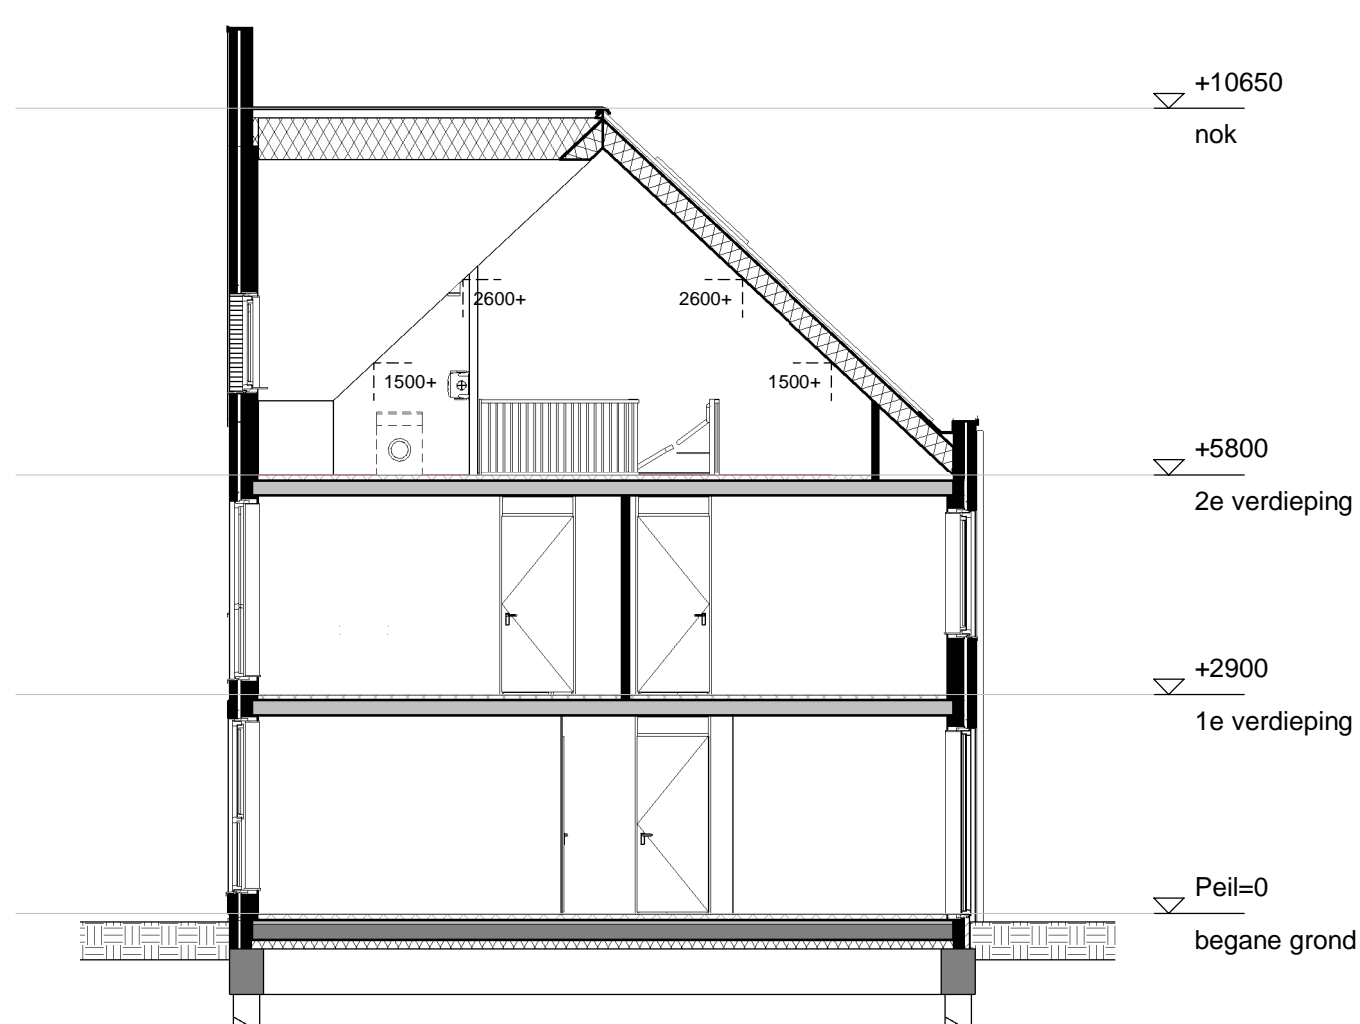 +10650
nok
2600+
2600+
1500+
1500+
+5800
2e verdieping
+2900
1e verdieping
Peil=0
begane grond